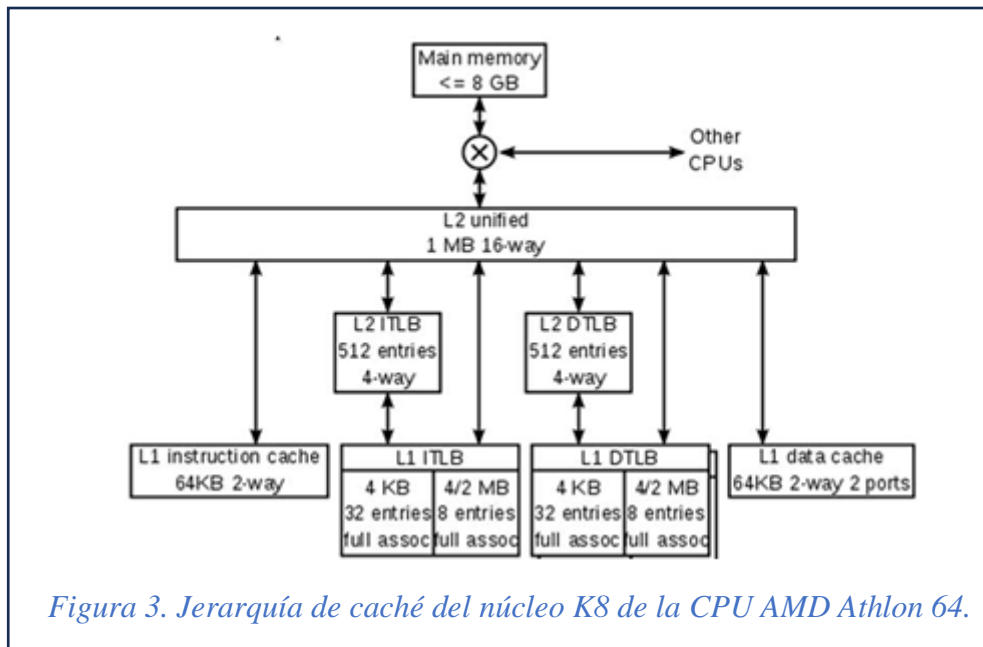 Main memory
<= 8 GB
Other
CPUs
L2 unified
1 MB 16-way
L2 ITLB
512 entries
4-way
L2 DTLB
512 entries
4-way
L1 instruction cache
64KB 2-way
L1 ITLB
4 KB
32 entries
full assoc
4/2 MB
8 entries
full assoc
L1 DTLB
4 KB
32 entries
full assoc
4/2 MB
8 entries
full assoc
L1 data cache
64KB 2-way 2 ports
Figura 3. Jerarquía de caché del núcleo K8 de la CPU AMD Athlon 64.